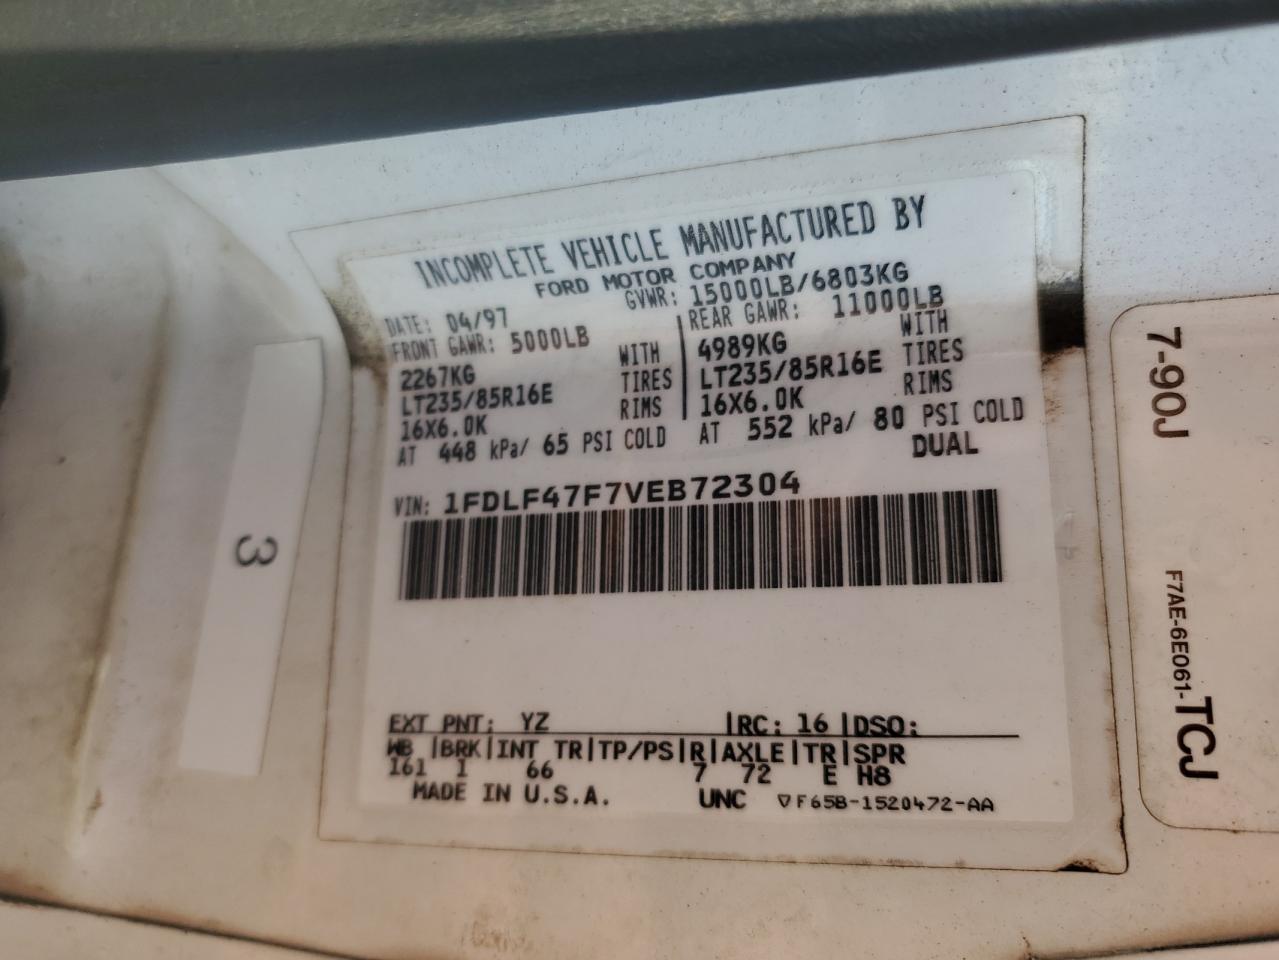 INCOMPLETE VEHICLE MANUFACTURED BY
FORD MOTOR COMPANY
DATE: 04/97 GVWR: 15000LB/6803KG
FRONT GAWR: 5000LB REAR GAWR: 11000LB
2267KG WITH 4989KG WITH
LT235/85R16E TIRES LT235/85R16E TIRES
16X6.0K RIMS 16X6.0K RIMS
AT 448 kPa/ 65 PSI COLD AT 552 kPa/ 80 PSI COLD
DUAL
VIN: 1FDLF47F7VEB72304
EXT PNT: YZ |RC: 16 |DSO:
WB |BRK|INT TR|TP/PS|R|AXLE|TR|SPR
161 1 66 7 72 E H8
MADE IN U.S.A. UNC ▽F65B-1520472-AA
3
7-90J
F7AE-6E061-TCJ